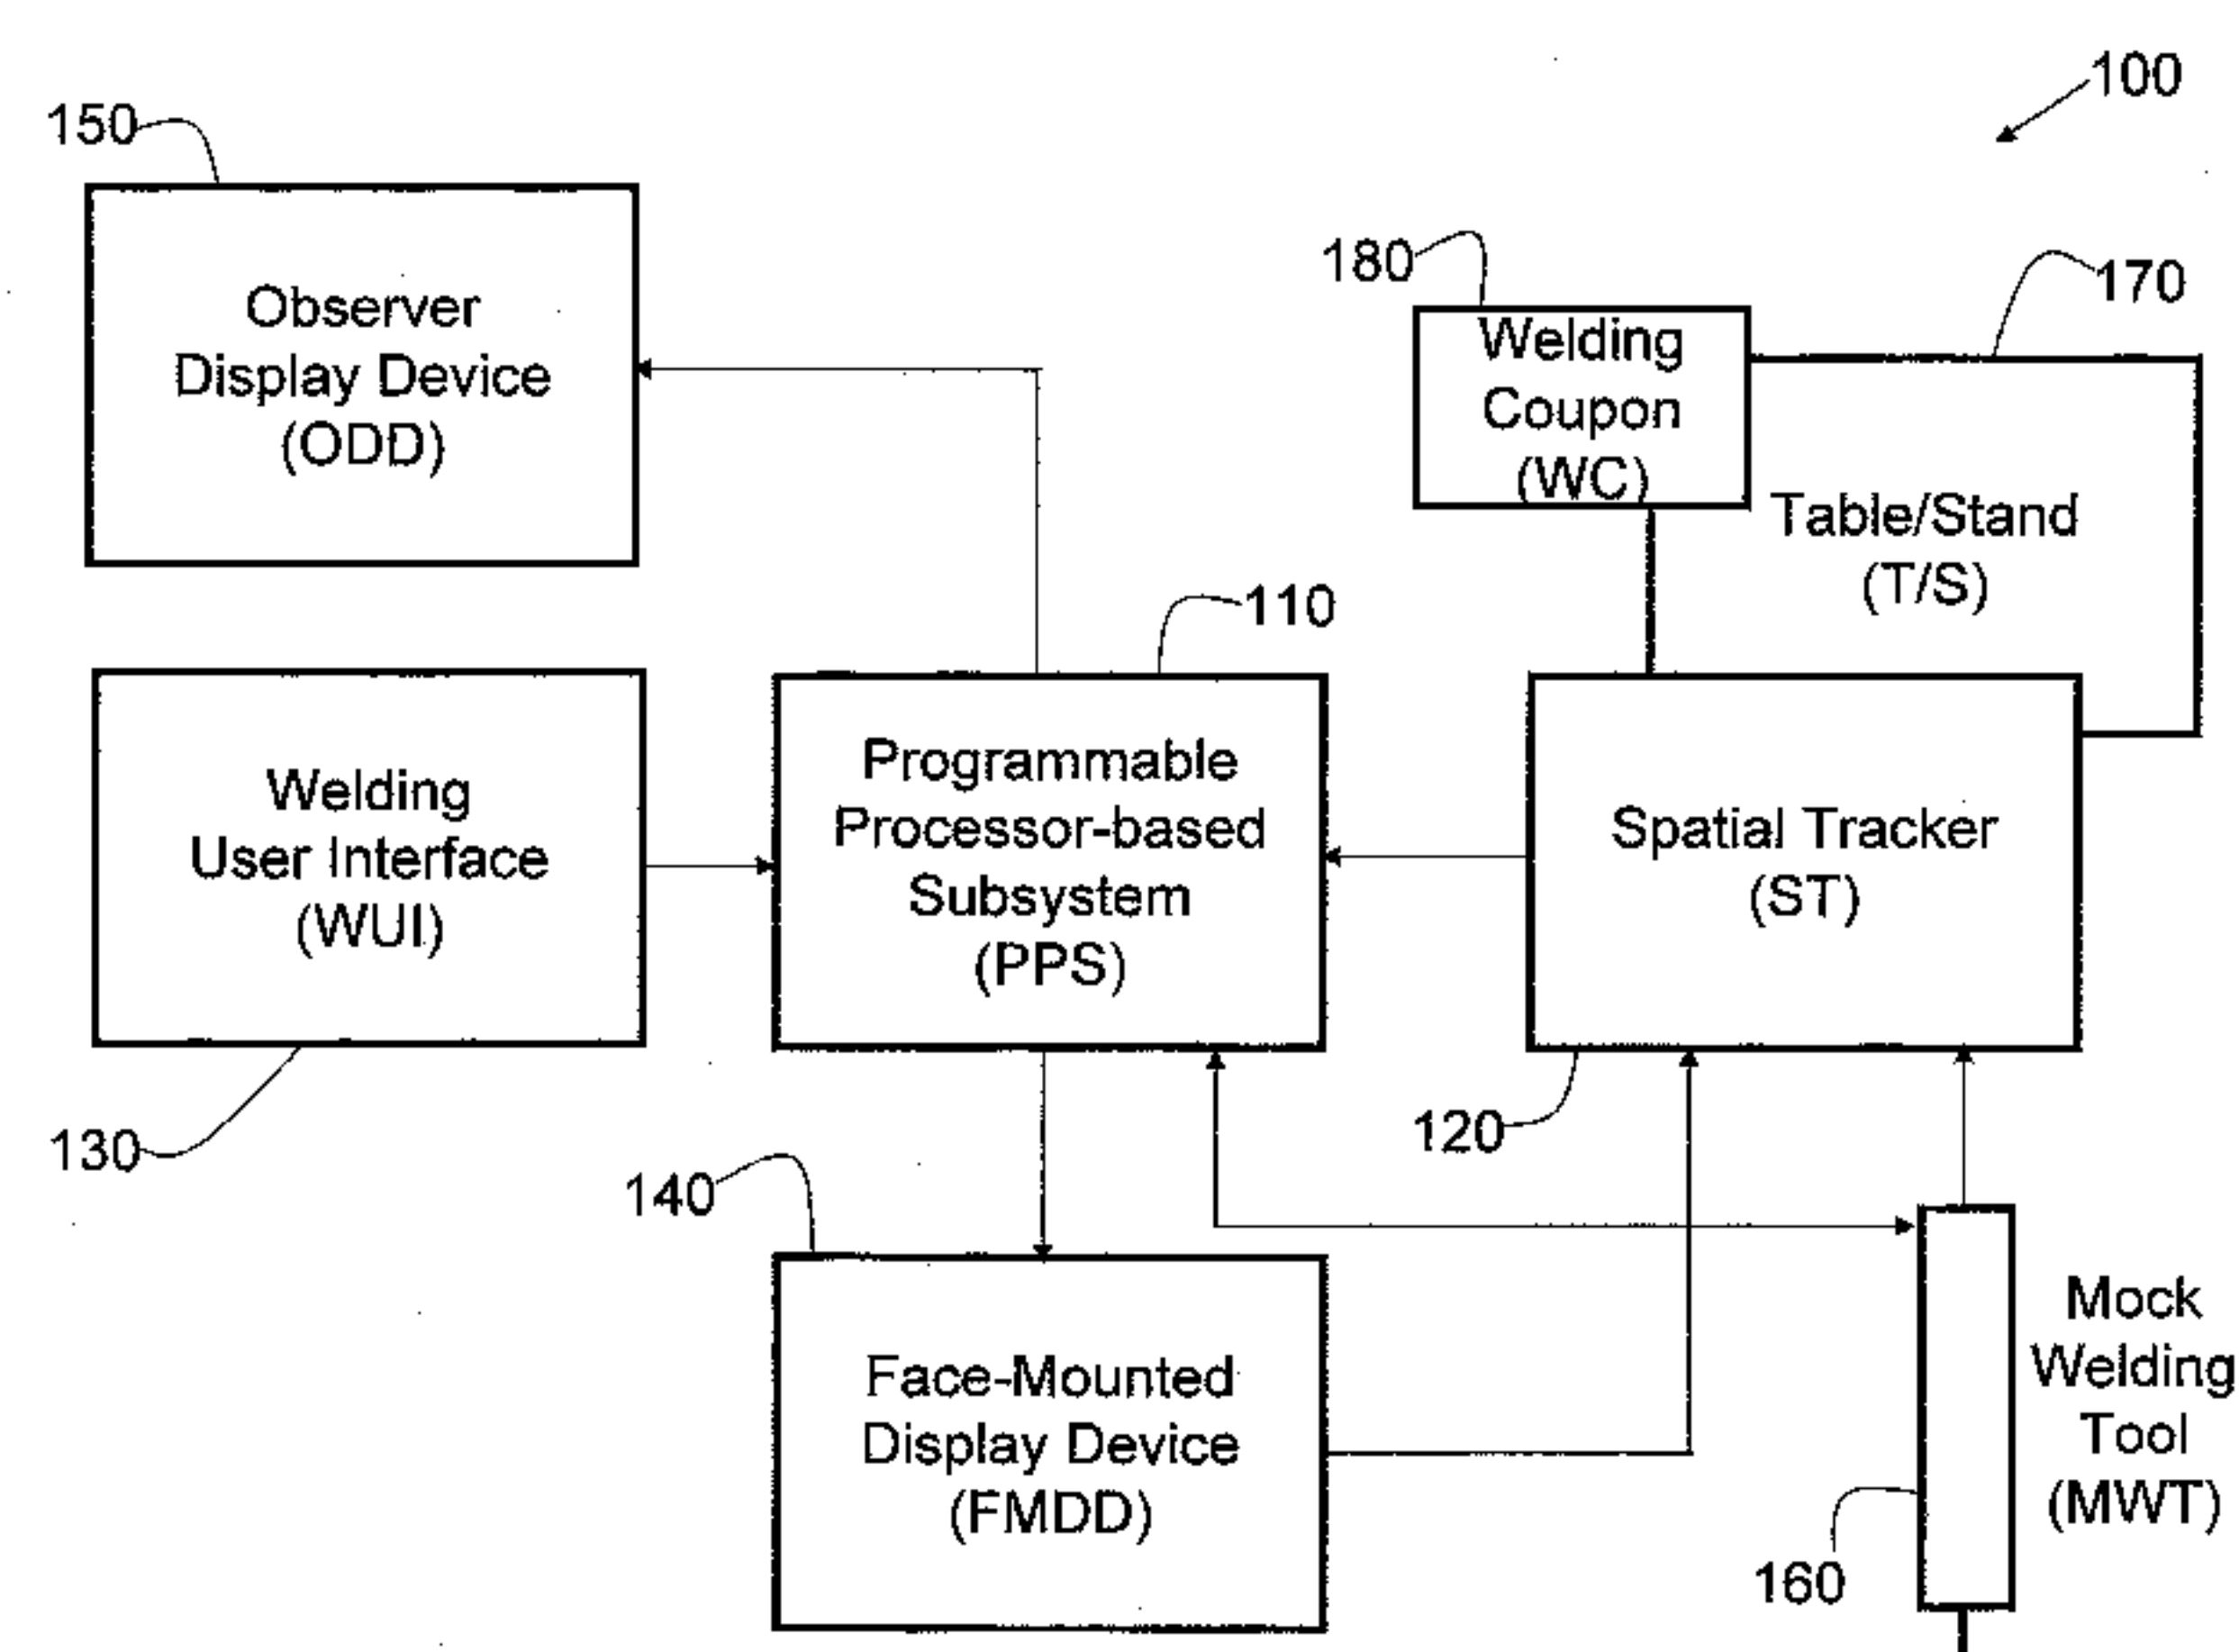 100
150
Observer
Display Device
(ODD)
180
Welding
Coupon
(WC)
170
Table/Stand
(T/S)
110
Welding
User Interface
(WUI)
130
Programmable
Processor-based
Subsystem
(PPS)
Spatial Tracker
(ST)
120
140
Face-Mounted
Display Device
(FMDD)
Mock
Welding
Tool
(MWT)
160